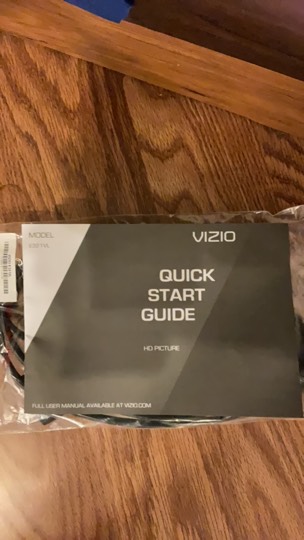 MODEL
VIZIO
QUICK
START
GUIDE
HD PICTURE
FULL USER MANUAL AVAILABLE AT VIZIO.COM